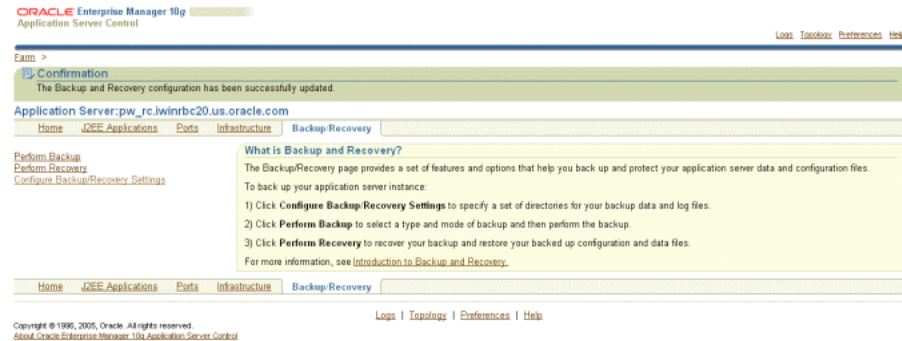 ORACLE Enterprise Manager 10g
Application Server Control
Logs Topology Preferences Help
Farm >
Confirmation
The Backup and Recovery configuration has been successfully updated.
Application Server:pw_rc.iwinrbc20.us.oracle.com
Home J2EE Applications Ports Infrastructure Backup/Recovery
Perform Backup
Perform Recovery
Configure Backup/Recovery Settings
What is Backup and Recovery?
The Backup/Recovery page provides a set of features and options that help you back up and protect your application server data and configuration files.
To back up your application server instance:
1) Click Configure Backup/Recovery Settings to specify a set of directories for your backup data and log files.
2) Click Perform Backup to select a type and mode of backup and then perform the backup.
3) Click Perform Recovery to recover your backup and restore your backed up configuration and data files.
For more information, see Introduction to Backup and Recovery.
Home J2EE Applications Ports Infrastructure Backup/Recovery
Logs | Topology | Preferences | Help
Copyright © 1996, 2005, Oracle. All rights reserved.
About Oracle Enterprise Manager 10g Application Server Control